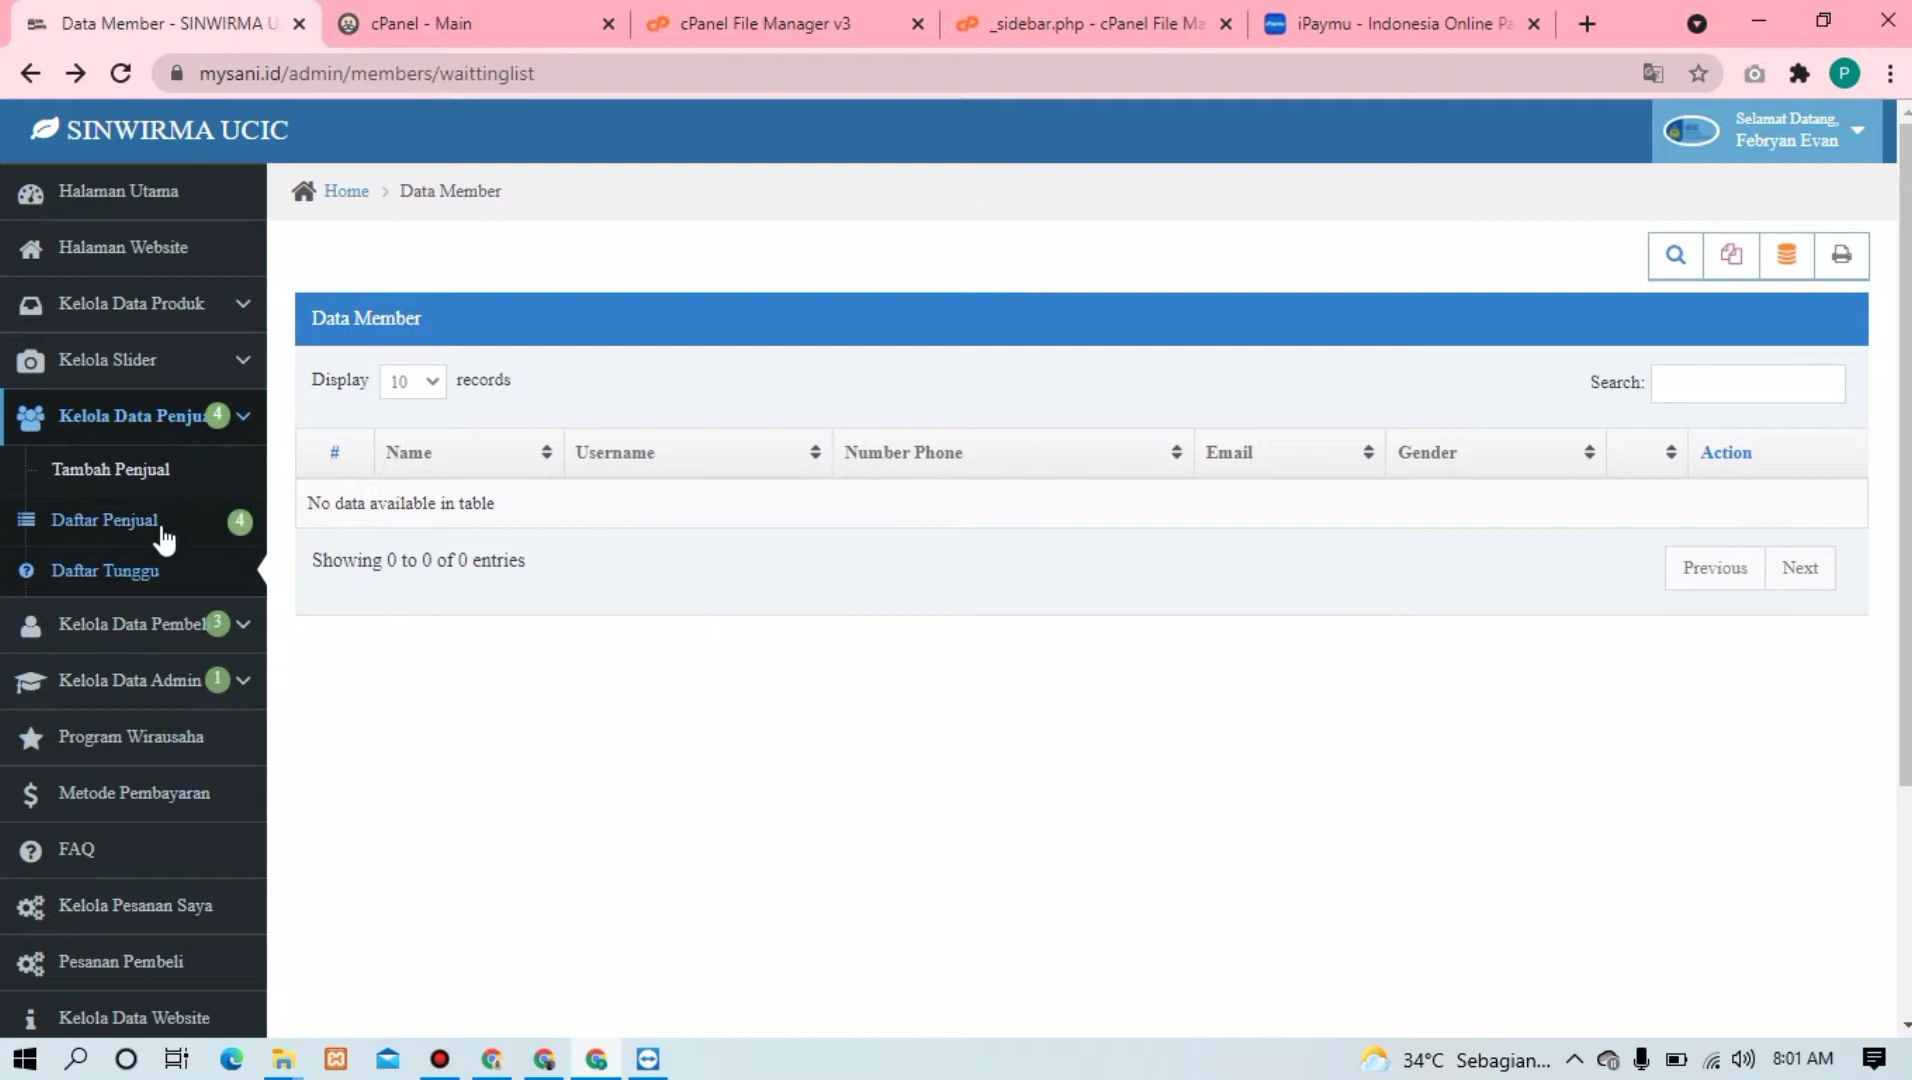 Data Member - SINWIRMA U
cPanel - Main
cPanel File Manager v3
_sidebar.php - cPanel File Ma
iPaymu - Indonesia Online Pa
mysani.id/admin/members/waittinglist
P
SINWIRMA UCIC
Selamat Datang,
Febryan Evan
Halaman Utama
Halaman Website
Kelola Data Produk
Kelola Slider
Kelola Data Penjua 4
Tambah Penjual
Daftar Penjual 4
Daftar Tunggu
Kelola Data Pembel 3
Kelola Data Admin 1
Program Wirausaha
Metode Pembayaran
FAQ
Kelola Pesanan Saya
Pesanan Pembeli
Kelola Data Website
Home > Data Member
Data Member
Display 10 records
Search:
# Name Username Number Phone Email Gender Action
No data available in table
Showing 0 to 0 of 0 entries
Previous Next
34°C Sebagian... 8:01 AM